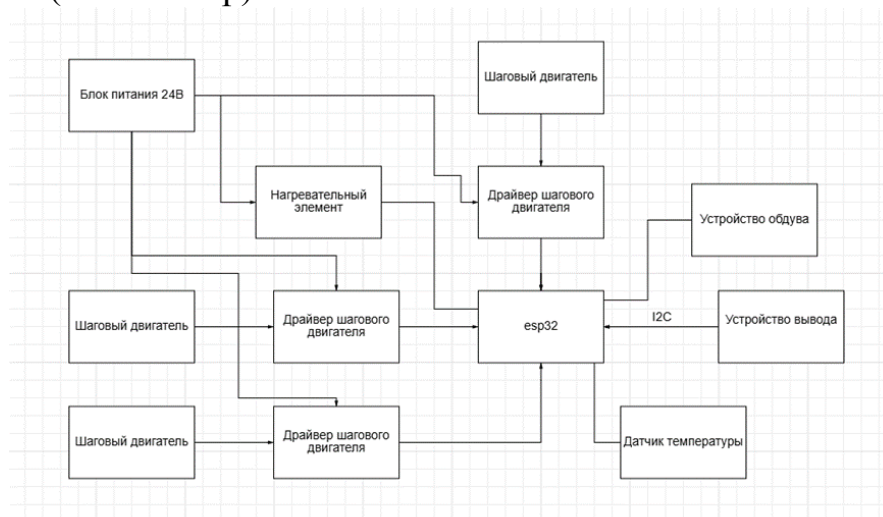 Шаговый двигатель
Блок питания 24В
Нагревательный
элемент
Драйвер шагового
двигателя
Устройство обдува
Шаговый двигатель
Драйвер шагового
двигателя
esp32
I2C
Устройство вывода
Шаговый двигатель
Драйвер шагового
двигателя
Датчик температуры